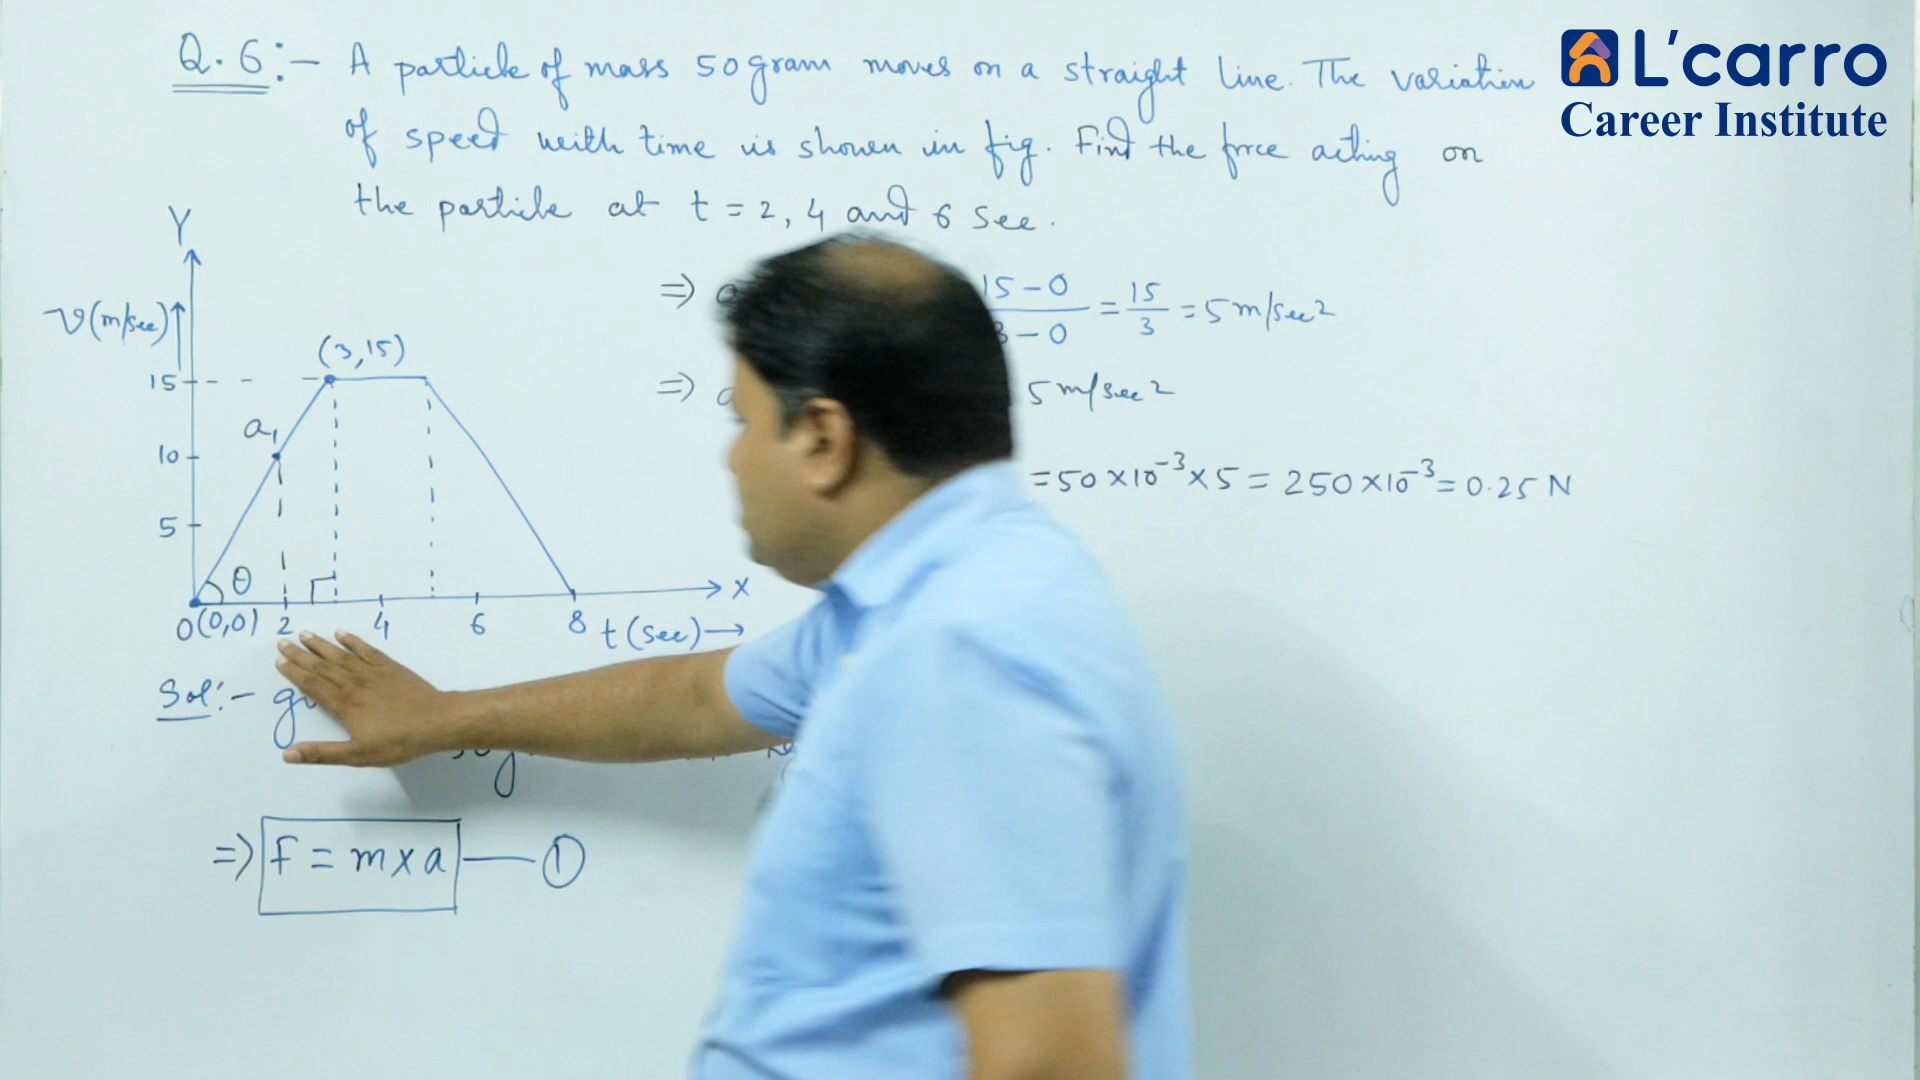 Q.6:- A particle of mass 50gram moves on a straight line. The variation
of speed with time is shown in fig. Find the force acting on
the particle at t = 2, 4 and 6 sec.
L'carro
Career Institute
Y
v(m/sec)
(3,15)
15
a₁
10
5
θ
0(0,0) 2 4 6 8 t(sec)→
X
⇒ 15-0 / 3-0 = 15/3 = 5 m/sec²
⇒ 5 m/sec²
= 50 × 10⁻³ × 5 = 250 × 10⁻³ = 0.25 N
Sol:-
⇒ F = m × a — ①